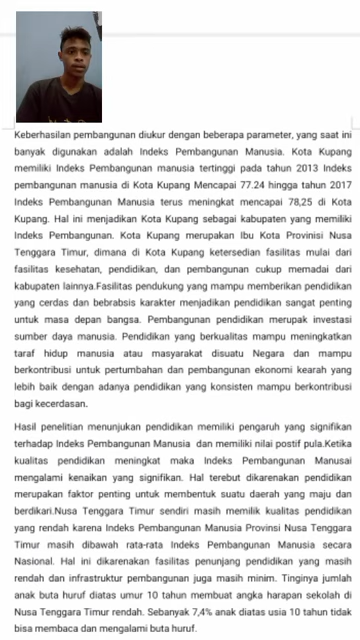 Keberhasilan pembangunan diukur dengan beberapa parameter, yang saat ini
banyak digunakan adalah Indeks Pembangunan Manusia. Kota Kupang
memiliki Indeks Pembangunan manusia tertinggi pada tahun 2013 Indeks
pembangunan manusia di Kota Kupang Mencapai 77.24 hingga tahun 2017
Indeks Pembangunan Manusia terus meningkat mencapai 78,25 di Kota
Kupang. Hal ini menjadikan Kota Kupang sebagai kabupaten yang memiliki
Indeks Pembangunan. Kota Kupang merupakan Ibu Kota Provinisi Nusa
Tenggara Timur, dimana di Kota Kupang ketersedian fasilitas mulai dari
fasilitas kesehatan, pendidikan, dan pembangunan cukup memadai dari
kabupaten lainnya.Fasilitas pendukung yang mampu memberikan pendidikan
yang cerdas dan bebrabsis karakter menjadikan pendidikan sangat penting
untuk masa depan bangsa. Pembangunan pendidikan merupak investasi
sumber daya manusia. Pendidikan yang berkualitas mampu meningkatkan
taraf hidup manusia atau masyarakat disuatu Negara dan mampu
berkontribusi untuk pertumbahan dan pembangunan ekonomi kearah yang
lebih baik dengan adanya pendidikan yang konsisten mampu berkontribusi
bagi kecerdasan.
Hasil penelitian menunjukan pendidikan memiliki pengaruh yang signifikan
terhadap Indeks Pembangunan Manusia dan memiliki nilai postif pula.Ketika
kualitas pendidikan meningkat maka Indeks Pembangunan Manusai
mengalami kenaikan yang signifikan. Hal terebut dikarenakan pendidikan
merupakan faktor penting untuk membentuk suatu daerah yang maju dan
berdikari.Nusa Tenggara Timur sendiri masih memilik kualitas pendidikan
yang rendah karena Indeks Pembangunan Manusia Provinsi Nusa Tenggara
Timur masih dibawah rata-rata Indeks Pembangunan Manusia secara
Nasional. Hal ini dikarenakan fasilitas penunjang pendidikan yang masih
rendah dan infrastruktur pembangunan juga masih minim. Tinginya jumlah
anak buta huruf diatas umur 10 tahun membuat angka harapan sekolah di
Nusa Tenggara Timur rendah. Sebanyak 7,4% anak diatas usia 10 tahun tidak
bisa membaca dan mengalami buta huruf.